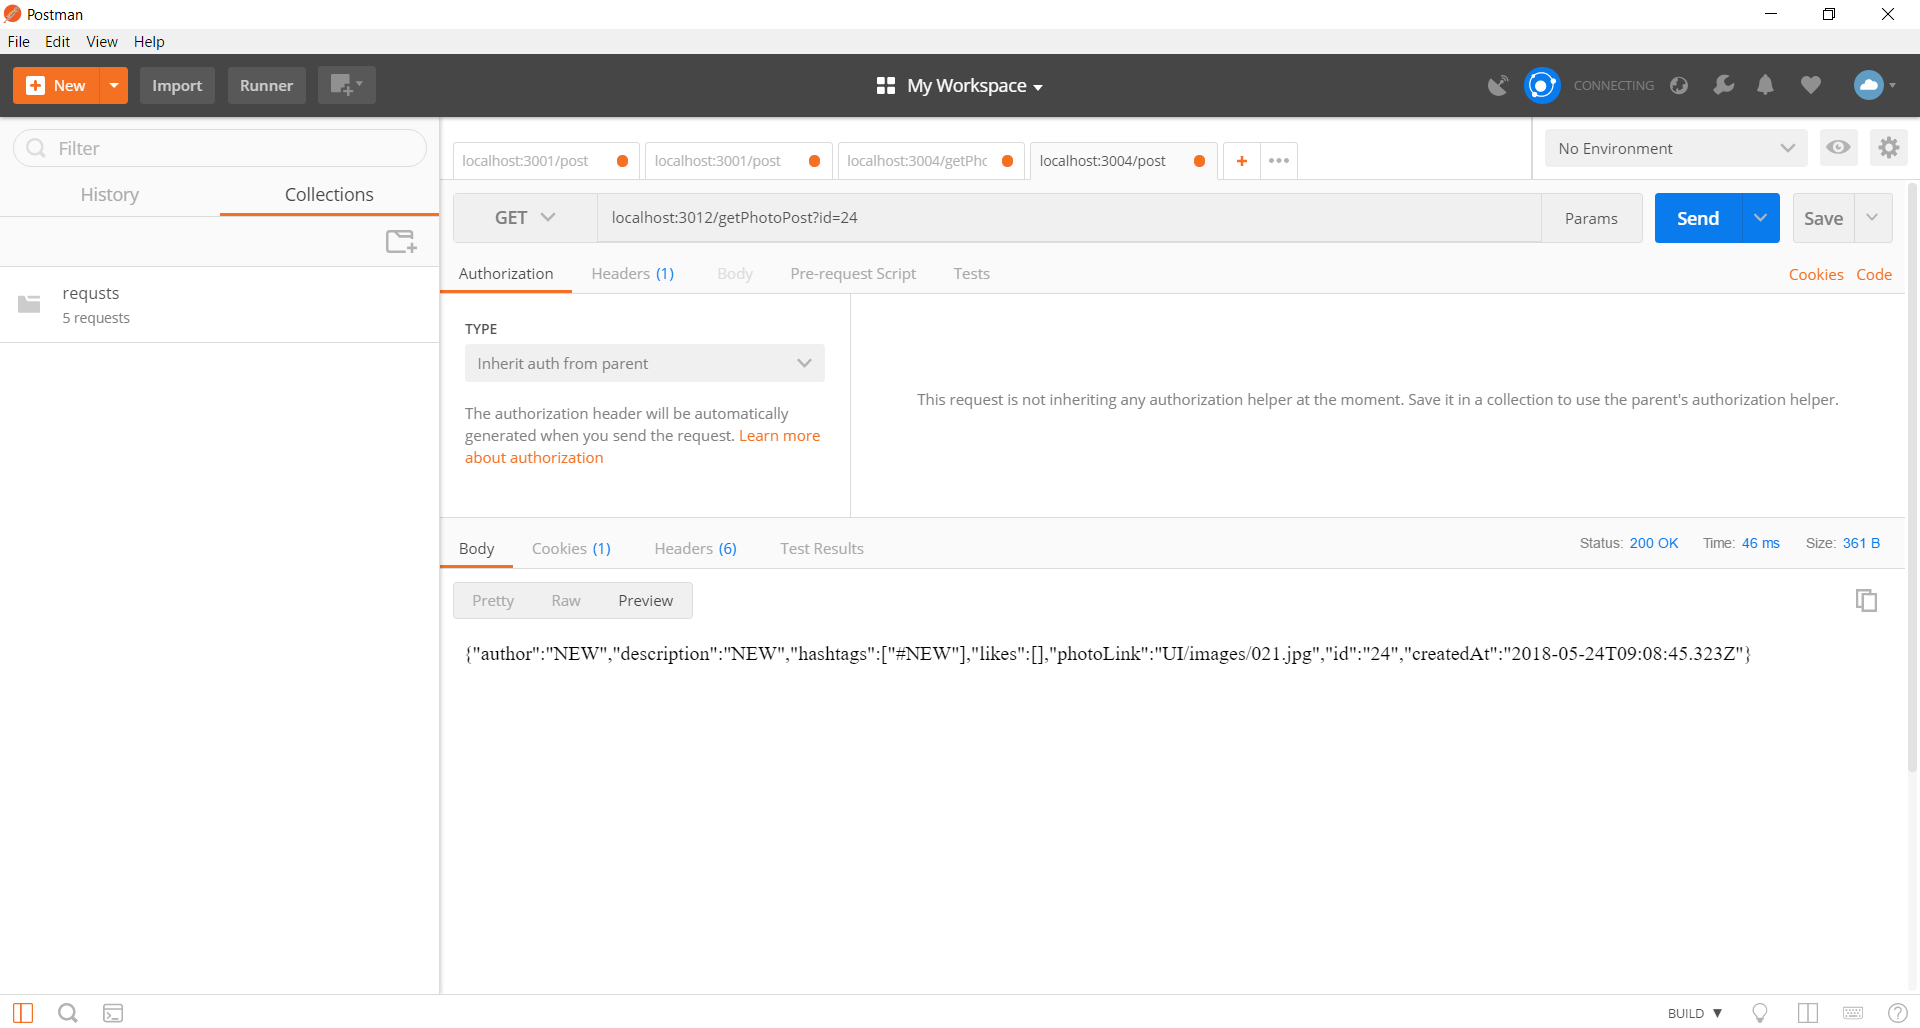 Postman
File Edit View Help
New Import Runner My Workspace CONNECTING
Filter
History Collections
requsts
5 requests
localhost:3001/post localhost:3001/post localhost:3004/getPhc localhost:3004/post + No Environment
GET localhost:3012/getPhotoPost?id=24 Params Send Save
Authorization Headers (1) Body Pre-request Script Tests Cookies Code
TYPE
Inherit auth from parent
The authorization header will be automatically
generated when you send the request. Learn more
about authorization
This request is not inheriting any authorization helper at the moment. Save it in a collection to use the parent's authorization helper.
Body Cookies (1) Headers (6) Test Results Status: 200 OK Time: 46 ms Size: 361 B
Pretty Raw Preview
{"author":"NEW","description":"NEW","hashtags":["#NEW"],"likes":[],"photoLink":"UI/images/021.jpg","id":"24","createdAt":"2018-05-24T09:08:45.323Z"}
BUILD